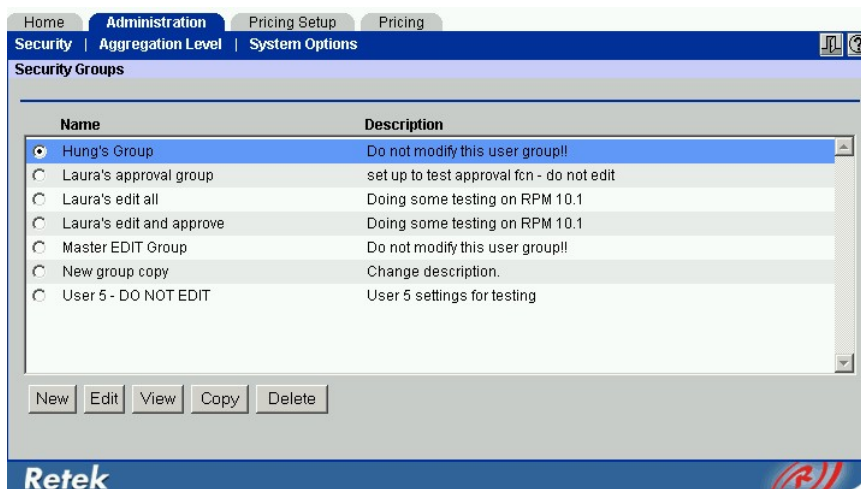 Home Administration Pricing Setup Pricing
Security | Aggregation Level | System Options
Security Groups
Name Description
Hung's Group Do not modify this user group!!
Laura's approval group set up to test approval fcn - do not edit
Laura's edit all Doing some testing on RPM 10.1
Laura's edit and approve Doing some testing on RPM 10.1
Master EDIT Group Do not modify this user group!!
New group copy Change description.
User 5 - DO NOT EDIT User 5 settings for testing
New Edit View Copy Delete
Retek